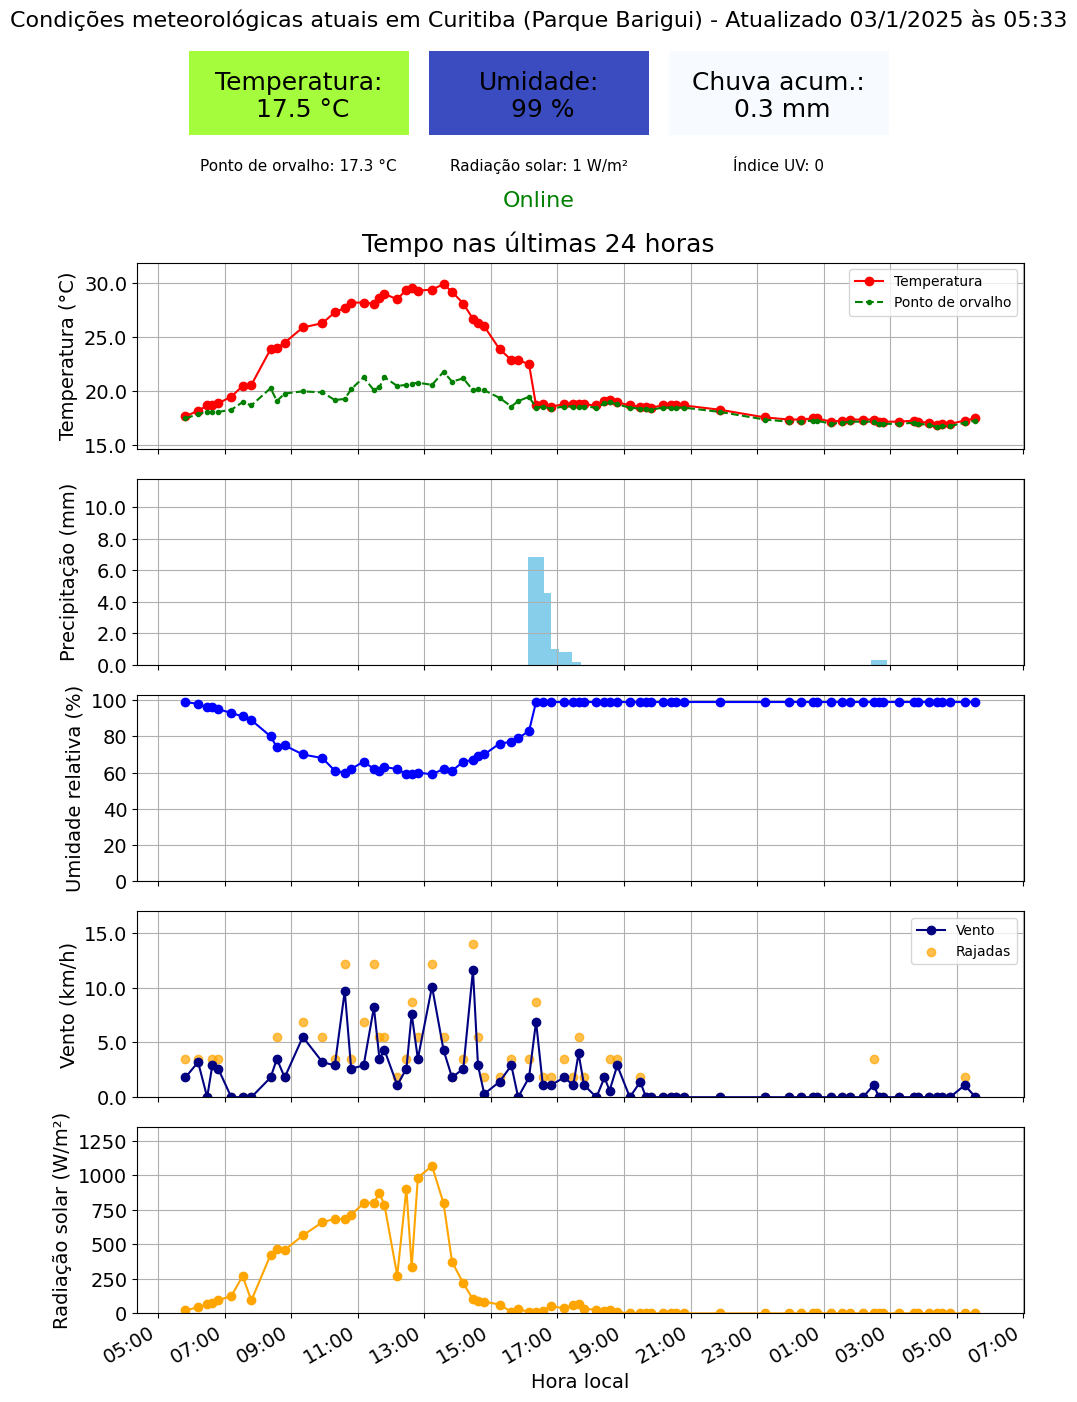 Condições meteorológicas atuais em Curitiba (Parque Barigui) - Atualizado 03/1/2025 às 05:33
Temperatura:
17.5 °C
Umidade:
99 %
Chuva acum.:
0.3 mm
Ponto de orvalho: 17.3 °C
Radiação solar: 1 W/m²
Índice UV: 0
Online
Tempo nas últimas 24 horas
Temperatura (°C)
30.0
25.0
20.0
15.0
Temperatura
Ponto de orvalho
Precipitação (mm)
10.0
8.0
6.0
4.0
2.0
0.0
Umidade relativa (%)
100
80
60
40
20
0
Vento (km/h)
15.0
10.0
5.0
0.0
Vento
Rajadas
Radiação solar (W/m²)
1250
1000
750
500
250
0
05:00
07:00
09:00
11:00
13:00
15:00
17:00
19:00
21:00
23:00
01:00
03:00
05:00
07:00
Hora local